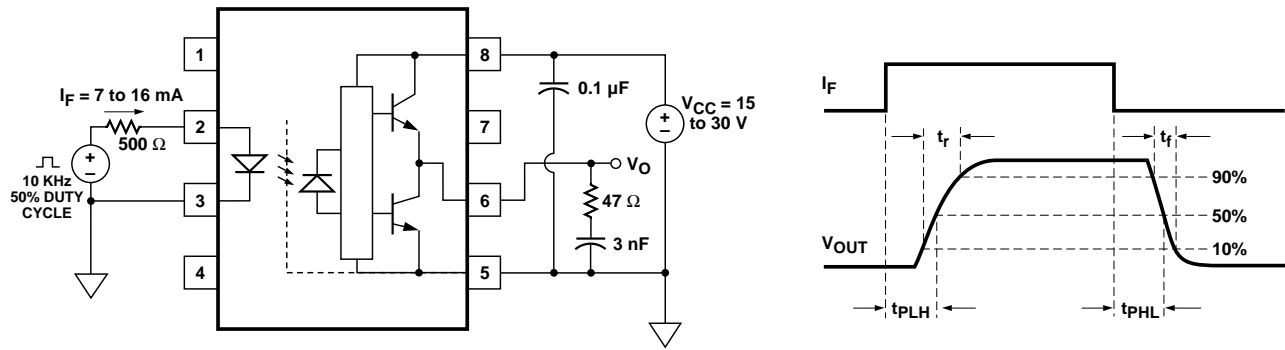 1
8
I_F = 7 to 16 mA
0.1 µF
V_CC = 15
to 30 V
+
–
2
7
500 Ω
+
–
V_O
10 KHz
50% DUTY
CYCLE
3
6
47 Ω
3 nF
4
5
I_F
t_r
t_f
90%
50%
V_OUT
10%
t_PLH
t_PHL